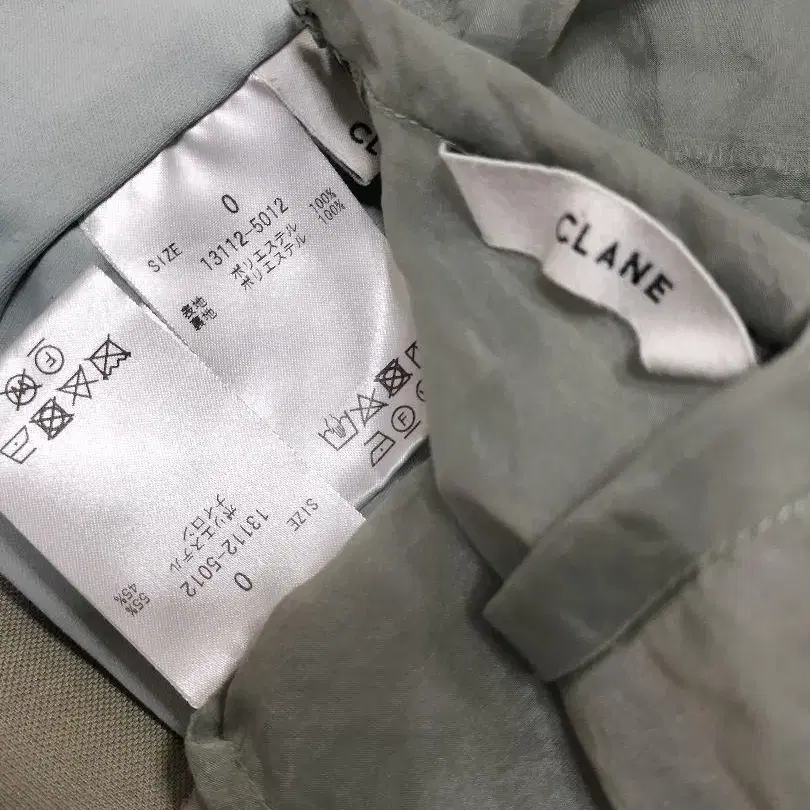 CL
CLANE
SIZE 0
13112-5012
表地 ポリエステル 100%
裏地 ポリエステル 100%
F
W
F
SIZE 0
13112-5012
ポリエステル 55%
ナイロン 45%